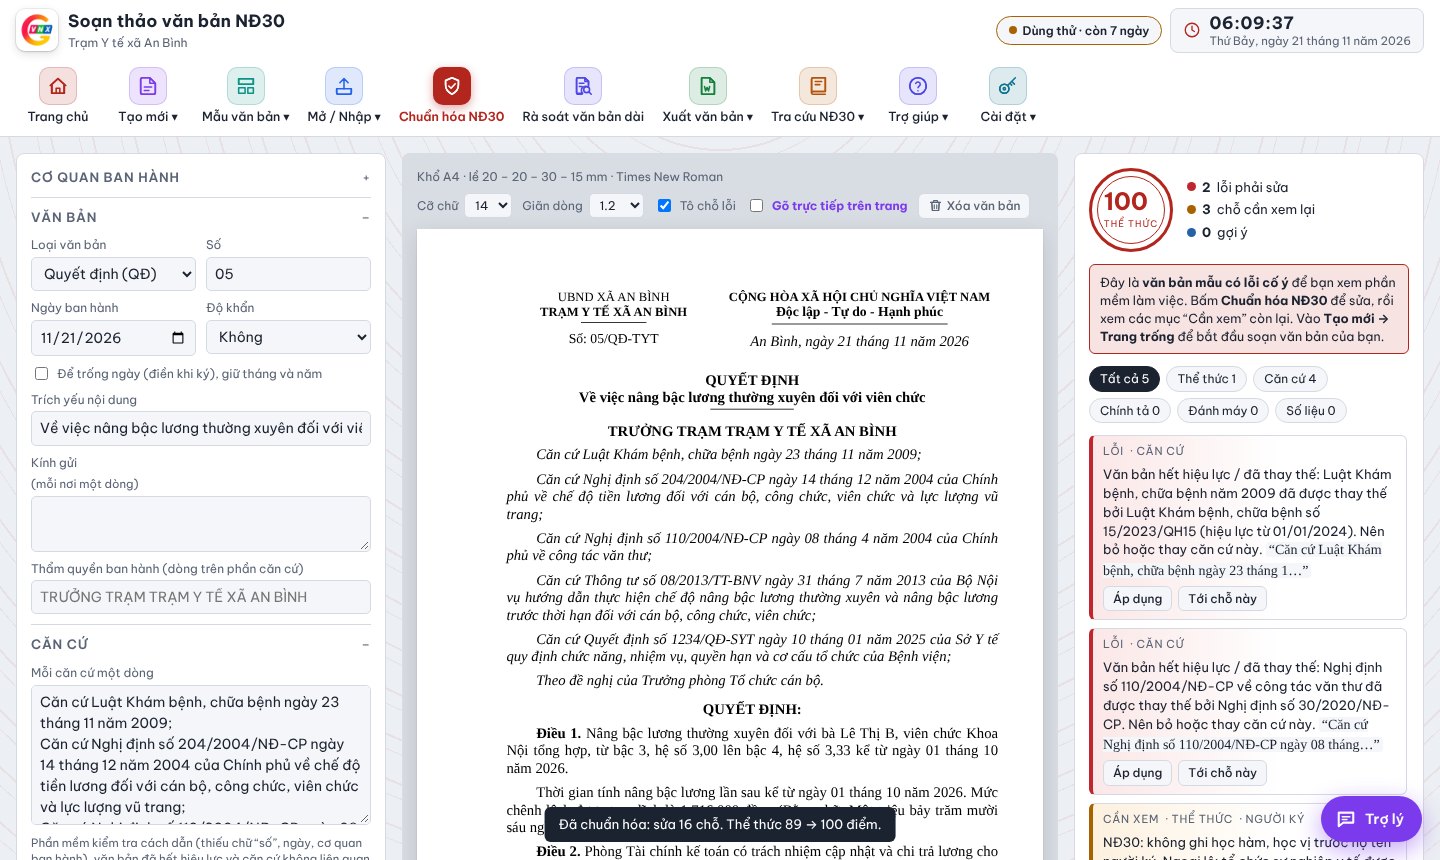 VNX
Soạn thảo văn bản NĐ30
Trạm Y tế xã An Bình
Dùng thử · còn 7 ngày
06:09:37
Thứ Bảy, ngày 21 tháng 11 năm 2026
Trang chủ
Tạo mới ▾
Mẫu văn bản ▾
Mở / Nhập ▾
Chuẩn hóa NĐ30
Rà soát văn bản dài
Xuất văn bản ▾
Tra cứu NĐ30 ▾
Trợ giúp ▾
Cài đặt ▾
CƠ QUAN BAN HÀNH +
VĂN BẢN –
Loại văn bản
Số
Quyết định (QĐ)
05
Ngày ban hành
Độ khẩn
11/21/2026
Không
Để trống ngày (điền khi ký), giữ tháng và năm
Trích yếu nội dung
Về việc nâng bậc lương thường xuyên đối với viê
Kính gửi
(mỗi nơi một dòng)
Thẩm quyền ban hành (dòng trên phần căn cứ)
TRƯỞNG TRẠM TRẠM Y TẾ XÃ AN BÌNH
CĂN CỨ –
Mỗi căn cứ một dòng
Căn cứ Luật Khám bệnh, chữa bệnh ngày 23
tháng 11 năm 2009;
Căn cứ Nghị định số 204/2004/NĐ-CP ngày
14 tháng 12 năm 2004 của Chính phủ về chế độ
tiền lương đối với cán bộ, công chức, viên chức
và lực lượng vũ trang;
Phần mềm kiểm tra cách dẫn (thiếu chữ “số”, ngày, cơ quan
ban hành), văn bản đã hết hiệu lực và căn cứ không liên quan
Khổ A4 · lề 20 – 20 – 30 – 15 mm · Times New Roman
Cỡ chữ 14 Giãn dòng 1.2 Tô chỗ lỗi Gõ trực tiếp trên trang Xóa văn bản
UBND XÃ AN BÌNH
TRẠM Y TẾ XÃ AN BÌNH
Số: 05/QĐ-TYT
CỘNG HÒA XÃ HỘI CHỦ NGHĨA VIỆT NAM
Độc lập - Tự do - Hạnh phúc
An Bình, ngày 21 tháng 11 năm 2026
QUYẾT ĐỊNH
Về việc nâng bậc lương thường xuyên đối với viên chức
TRƯỞNG TRẠM TRẠM Y TẾ XÃ AN BÌNH
Căn cứ Luật Khám bệnh, chữa bệnh ngày 23 tháng 11 năm 2009;
Căn cứ Nghị định số 204/2004/NĐ-CP ngày 14 tháng 12 năm 2004 của Chính
phủ về chế độ tiền lương đối với cán bộ, công chức, viên chức và lực lượng vũ
trang;
Căn cứ Nghị định số 110/2004/NĐ-CP ngày 08 tháng 4 năm 2004 của Chính
phủ về công tác văn thư;
Căn cứ Thông tư số 08/2013/TT-BNV ngày 31 tháng 7 năm 2013 của Bộ Nội
vụ hướng dẫn thực hiện chế độ nâng bậc lương thường xuyên và nâng bậc lương
trước thời hạn đối với cán bộ, công chức, viên chức;
Căn cứ Quyết định số 1234/QĐ-SYT ngày 10 tháng 01 năm 2025 của Sở Y tế
quy định chức năng, nhiệm vụ, quyền hạn và cơ cấu tổ chức của Bệnh viện;
Theo đề nghị của Trưởng phòng Tổ chức cán bộ.
QUYẾT ĐỊNH:
Điều 1. Nâng bậc lương thường xuyên đối với bà Lê Thị B, viên chức Khoa
Nội tổng hợp, từ bậc 3, hệ số 3,00 lên bậc 4, hệ số 3,33 kể từ ngày 01 tháng 10
năm 2026.
Thời gian tính nâng bậc lương lần sau kể từ ngày 01 tháng 10 năm 2026. Mức
chênh
bảy trăm mười
sáu
Đã chuẩn hóa: sửa 16 chỗ. Thể thức 89 → 100 điểm.
Điều 2. Phòng Tài chính kế toán có trách nhiệm cập nhật và chi trả lương cho
100
THỂ THỨC
2 lỗi phải sửa
3 chỗ cần xem lại
0 gợi ý
Đây là văn bản mẫu có lỗi cố ý để bạn xem phần
mềm làm việc. Bấm Chuẩn hóa NĐ30 để sửa, rồi
xem các mục “Cần xem” còn lại. Vào Tạo mới →
Trang trống để bắt đầu soạn văn bản của bạn.
Tất cả 5
Thể thức 1
Căn cứ 4
Chính tả 0
Đánh máy 0
Số liệu 0
LỖI · CĂN CỨ
Văn bản hết hiệu lực / đã thay thế: Luật Khám
bệnh, chữa bệnh năm 2009 đã được thay thế
bởi Luật Khám bệnh, chữa bệnh số
15/2023/QH15 (hiệu lực từ 01/01/2024). Nên
bỏ hoặc thay căn cứ này. “Căn cứ Luật Khám
bệnh, chữa bệnh ngày 23 tháng 1…”
Áp dụng
Tới chỗ này
LỖI · CĂN CỨ
Văn bản hết hiệu lực / đã thay thế: Nghị định
số 110/2004/NĐ-CP về công tác văn thư đã
được thay thế bởi Nghị định số 30/2020/NĐ-
CP. Nên bỏ hoặc thay căn cứ này. “Căn cứ
Nghị định số 110/2004/NĐ-CP ngày 08 tháng…”
Áp dụng
Tới chỗ này
CẦN XEM · THỂ THỨC · NGƯỜI KÝ
NĐ30: không ghi học hàm, học vị trước họ tên
Trợ lý